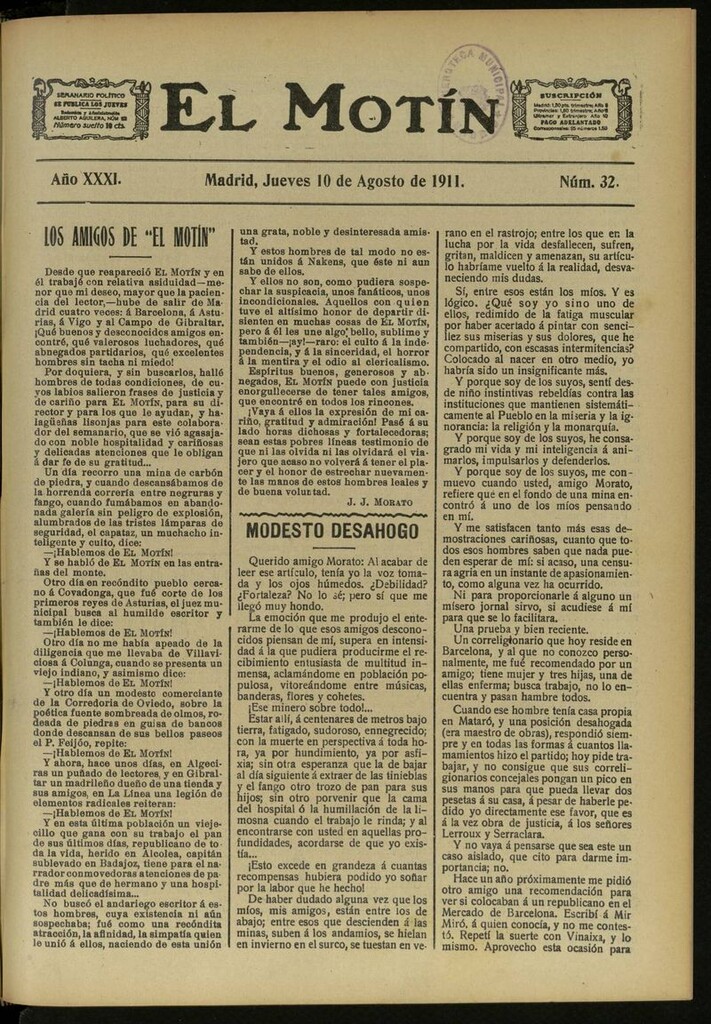 SEMANARIO POLÍTICO
SE PUBLICA LOS JUEVES
Redacción y Administración
ALBERTO AGUILERA, NÚM.
Número suelto 10 cts.
EL MOTÍN
SUSCRIPCIÓN
PAGO ADELANTADO
Año XXXI.
Madrid, Jueves 10 de Agosto de 1911.
Núm. 32.
LOS AMIGOS DE "EL MOTÍN"
Desde que reapareció EL MOTÍN y en
él trabajé con relativa asiduidad—me-
nor que mi deseo, mayor que la pacien-
cia del lector,—hube de salir de Ma-
drid cuatro veces: á Barcelona, á Astu-
rias, á Vigo y al Campo de Gibraltar.
¡Qué buenos y desconocidos amigos en-
contré, qué valerosos luchadores, qué
abnegados partidarios, qué excelentes
hombres sin tacha ni miedo!
Por doquiera, y sin buscarlos, hallé
hombres de todas condiciones, de cu-
yos labios salieron frases de justicia y
de cariño para EL MOTÍN, para su di-
rector y para los que le ayudan, y ha-
lagüeñas lisonjas para este colabora-
dor del semanario, que se vió agasaja-
do con noble hospitalidad y cariñosas
y delicadas atenciones que le obligan
á dar fe de su gratitud...
Un día recorro una mina de carbón
de piedra, y cuando descansábamos de
la horrenda correría entre negruras y
fango, cuando fumábamos en abando-
nada galería sin peligro de explosión,
alumbrados de las tristes lámparas de
seguridad, el capataz, un muchacho in-
teligente y culto, dice:
—¡Hablemos de EL MOTÍN!
Y se habló de EL MOTÍN en las entra-
ñas del monte.
Otro día en recóndito pueblo cerca-
no á Covadonga, que fué corte de los
primeros reyes de Asturias, el juez mu-
nicipal busca al humilde escritor y
también le dice:
—¡Hablemos de EL MOTÍN!
Otro día no me había apeado de la
diligencia que me llevaba de Villavi-
ciosa á Colunga, cuando se presenta un
viejo indiano, y asimismo dice:
—¡Hablemos de EL MOTÍN!
Y otro día un modesto comerciante
de la Corredoria de Oviedo, sobre la
poética fuente sombreada de olmos, ro-
deada de piedras en guisa de bancos
donde descansan de sus bellos paseos
el P. Feijóo, repite:
—¡Hablemos de EL MOTÍN!
Y ahora, hace unos días, en Algeci-
ras un puñado de lectores, y en Gibral-
tar un madrileño dueño de una tienda y
sus amigos, en La Línea una legión de
elementos radicales reiteran:
—¡Hablemos de EL MOTÍN!
Y en esta última población un vieje-
cillo que gana con su trabajo el pan
de sus últimos días, republicano de to-
da la vida, herido en Alcolea, capitán
sublevado en Badajoz, tiene para el na-
rrador conmovedoras atenciones de pa-
dre más que de hermano y una hospi-
talidad delicadísima...
No buscó el andariego escritor á es-
tos hombres, cuya existencia ni aún
sospechaba; fué como una recóndita
atracción, la afinidad, la simpatía quien
le unió á ellos, naciendo de esta unión
una grata, noble y desinteresada amis-
tad.
Y estos hombres de tal modo no es-
tán unidos á Nakens, que éste ni aun
sabe de ellos.
Y ellos no son, como pudiera sospe-
char la suspicacia, unos fanáticos, unos
incondicionales. Aquellos con quien
tuve el altísimo honor de departir di-
sienten en muchas cosas de EL MOTÍN,
pero á él les une algo, bello, sublime y
también—¡ay!—raro: el culto á la inde-
pendencia, y á la sinceridad, el horror
á la mentira y el odio al clericalismo.
Espíritus buenos, generosos y ab-
negados, EL MOTÍN puede con justicia
enorgullecerse de tener tales amigos,
que encontré en todos los rincones.
¡Vaya á ellos la expresión de mi ca-
riño, gratitud y admiración! Pasé á su
lado horas dichosas y fortalecedoras;
sean estas pobres líneas testimonio de
que ni las olvida ni las olvidará el via-
jero que acaso no volverá á tener el pla-
cer y el honor de estrechar nuevamen-
te las manos de estos hombres leales y
de buena voluntad.
J. J. MORATO
MODESTO DESAHOGO
Querido amigo Morato: Al acabar de
leer ese artículo, tenía yo la voz toma-
da y los ojos húmedos. ¿Debilidad?
¿Fortaleza? No lo sé; pero sí que me
llegó muy hondo.
La emoción que me produjo el ente-
rarme de lo que esos amigos descono-
cidos piensan de mí, supera en intensi-
dad á la que pudiera producirme el re-
cibimiento entusiasta de multitud in-
mensa, aclamándome en población po-
pulosa, vitoreándome entre músicas,
banderas, flores y cohetes.
¡Ese minero sobre todo!...
Estar allí, á centenares de metros bajo
tierra, fatigado, sudoroso, ennegrecido;
con la muerte en perspectiva á toda ho-
ra, ya por hundimiento, ya por asfi-
xia; sin otra esperanza que la de bajar
al día siguiente á extraer de las tinieblas
y el fango otro trozo de pan para sus
hijos; sin otro porvenir que la cama
del hospital ó la humillación de la li-
mosna cuando el trabajo le rinda; y al
encontrarse con usted en aquellas pro-
fundidades, acordarse de que yo exis-
tía...
¡Esto excede en grandeza á cuantas
recompensas hubiera podido yo soñar
por la labor que he hecho!
De haber dudado alguna vez que los
míos, mis amigos, están entre los de
abajo; entre esos que descienden á las
minas, suben á los andamios, se hielan
en invierno en el surco, se tuestan en ve-
rano en el rastrojo; entre los que en la
lucha por la vida desfallecen, sufren,
gritan, maldicen y amenazan, su artícu-
lo habríame vuelto á la realidad, desva-
neciendo mis dudas.
Sí, entre esos están los míos. Y es
lógico. ¿Qué soy yo sino uno de
ellos, redimido de la fatiga muscular
por haber acertado á pintar con senci-
llez sus miserias y sus dolores, que he
compartido, con escasas intermitencias?
Colocado al nacer en otro medio, yo
habría sido un insignificante más.
Y porque soy de los suyos, sentí des-
de niño instintivas rebeldías contra las
instituciones que mantienen sistemáti-
camente al Pueblo en la miseria y la ig-
norancia: la religión y la monarquía.
Y porque soy de los suyos, he consa-
grado mi vida y mi inteligencia á ani-
marlos, impulsarlos y defenderlos.
Y porque soy de los suyos, me con-
muevo cuando usted, amigo Morato,
refiere que en el fondo de una mina en-
contró á uno de los míos pensando
en mí.
Y me satisfacen tanto más esas de-
mostraciones cariñosas, cuanto que to-
dos esos hombres saben que nada pue-
den esperar de mí: si acaso, una censu-
ra agria en un instante de apasionamien-
to, como alguna vez ha ocurrido.
Ni para proporcionarle á alguno un
mísero jornal sirvo, si acudiése á mí
para que se lo facilitara.
Una prueba y bien reciente.
Un correligionario que hoy reside en
Barcelona, y al que no conozco perso-
nalmente, me fué recomendado por un
amigo; tiene mujer y tres hijas, una de
ellas enferma; busca trabajo, no lo en-
cuentra y pasan hambre todos.
Cuando ese hombre tenía casa propia
en Mataró, y una posición desahogada
(era maestro de obras), respondió siem-
pre y en todas las formas á cuantos lla-
mamientos hizo el partido; hoy pide tra-
bajar, y no consigue que sus correli-
gionarios concejales pongan un pico en
sus manos para que pueda llevar dos
pesetas á su casa, á pesar de haberle pe-
dido yo directamente ese favor, que es
á la vez obra de justicia, á los señores
Lerroux y Serraclara.
Y no vaya á pensarse que sea este un
caso aislado, que cito para darme im-
portancia; no.
Hace un año próximamente me pidió
otro amigo una recomendación para
ver si colocaban á un republicano en el
Mercado de Barcelona. Escribí á Mir
Miró, á quien conocía, y no me contes-
tó. Repetí la suerte con Vinaixa, y lo
mismo. Aprovecho esta ocasión para